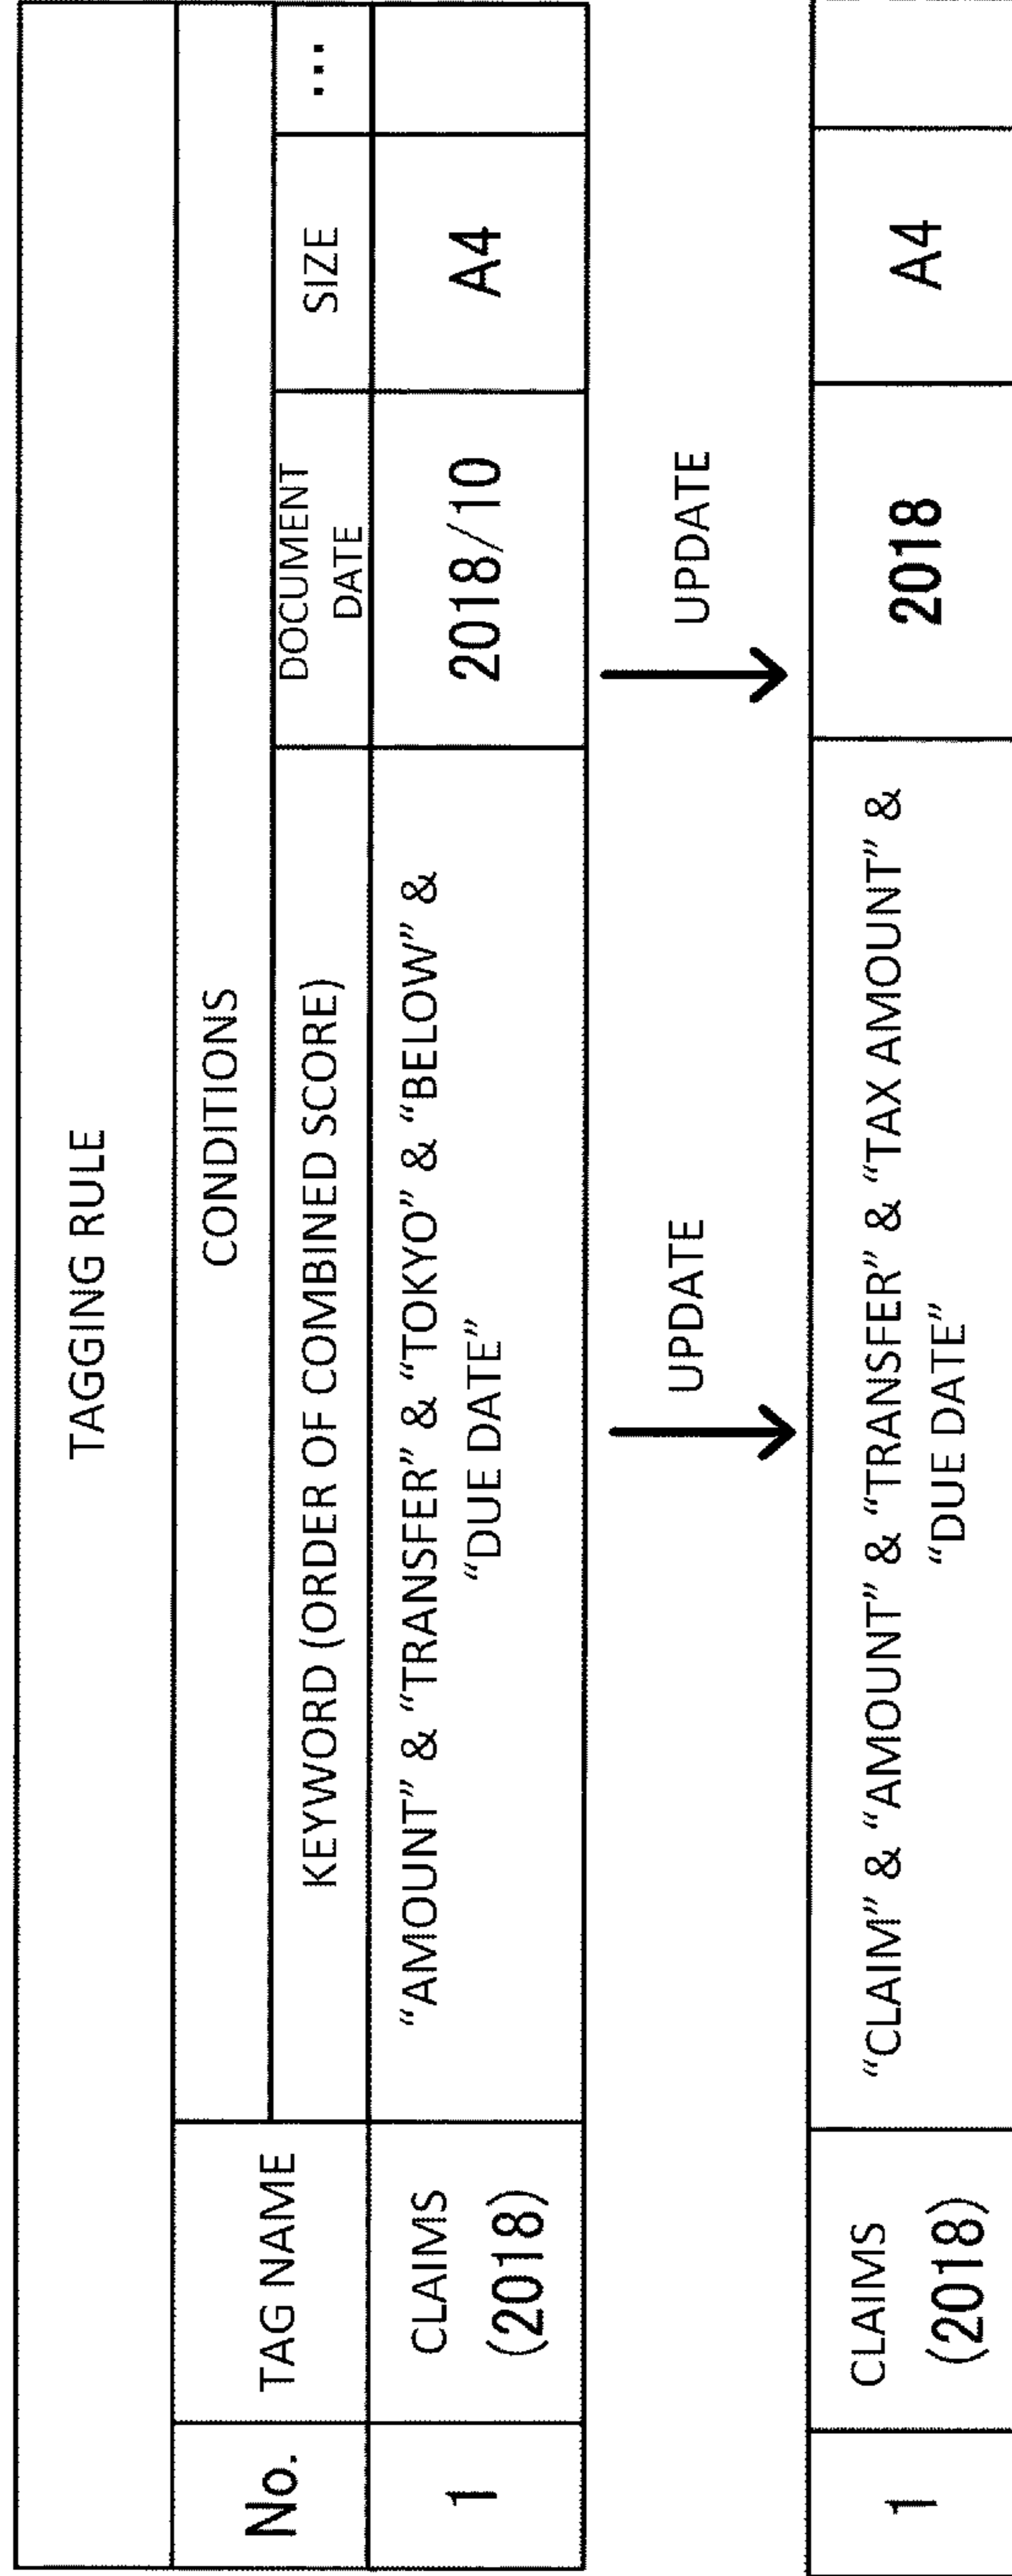 TAGGING RULE
No.
TAG NAME
CONDITIONS
KEYWORD (ORDER OF COMBINED SCORE)
DOCUMENT
DATE
SIZE
...
1
CLAIMS
(2018)
“AMOUNT” & “TRANSFER” & “TOKYO” & “BELOW” &
“DUE DATE”
2018/10
A4
UPDATE
UPDATE
1
CLAIMS
(2018)
“CLAIM” & “AMOUNT” & “TRANSFER” & “TAX AMOUNT” &
“DUE DATE”
2018
A4